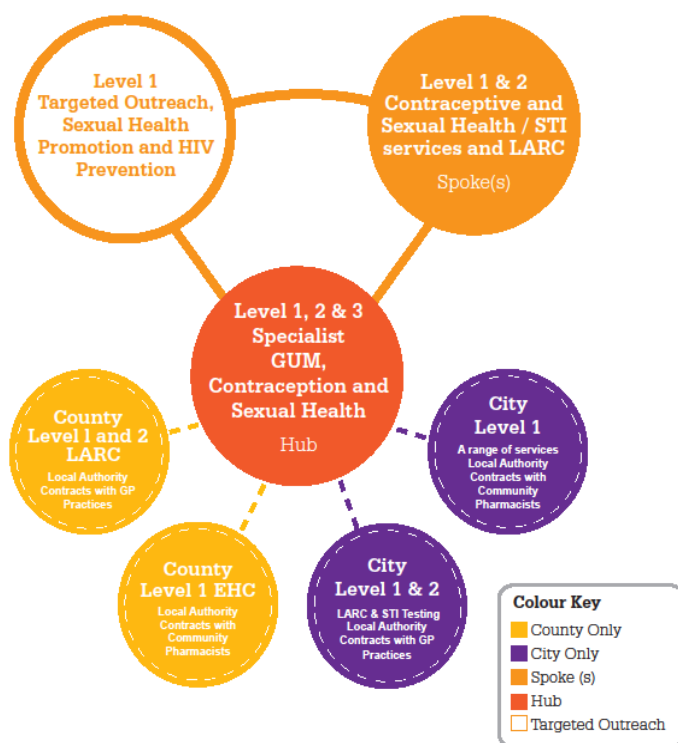 Level 1
Targeted Outreach,
Sexual Health
Promotion and HIV
Prevention
Level 1 & 2
Contraceptive and
Sexual Health / STI
services and LARC
Spoke(s)
Level 1, 2 & 3
Specialist
GUM,
Contraception and
Sexual Health
Hub
County
Level 1 and 2
LARC
Local Authority
Contracts with GP
Practices
City
Level 1
A range of services
Local Authority
Contracts with
Community
Pharmacists
County
Level 1 EHC
Local Authority
Contracts with
Community
Pharmacists
City
Level 1 & 2
LARC & STI Testing
Local Authority
Contracts with GP
Practices
Colour Key
County Only
City Only
Spoke (s)
Hub
Targeted Outreach